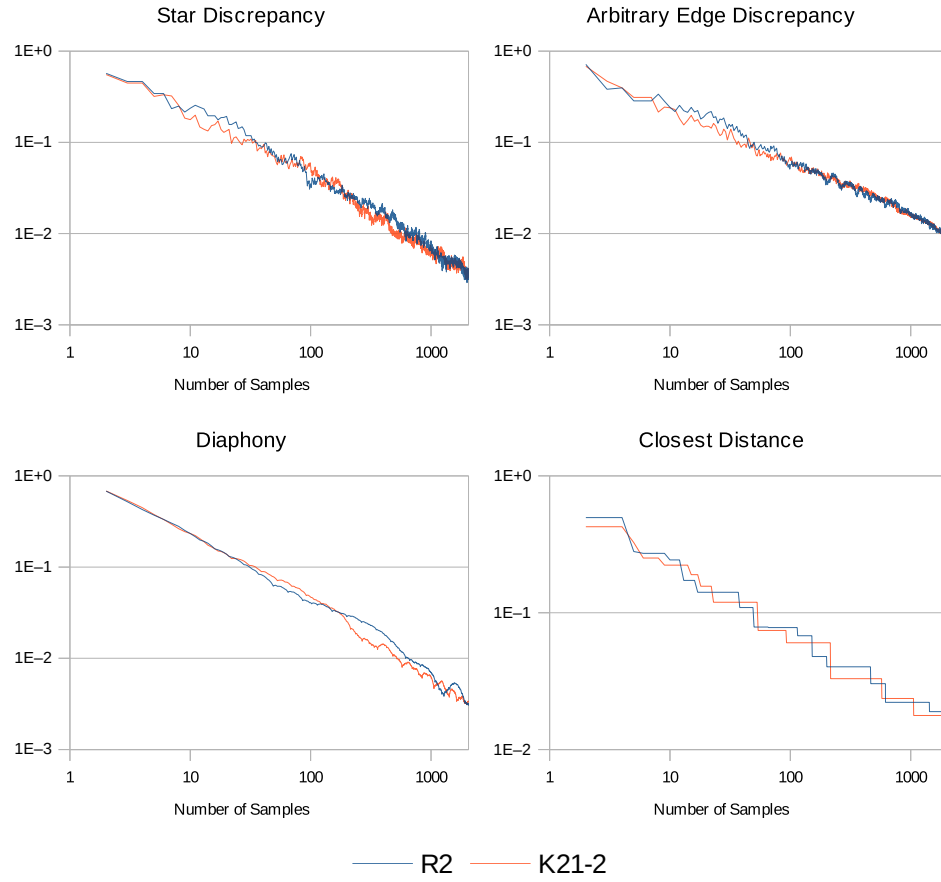 Star Discrepancy
1E+0
1E−1
1E−2
1E−3
1 10 100 1000
Number of Samples
Arbitrary Edge Discrepancy
1E+0
1E−1
1E−2
1E−3
1 10 100 1000
Number of Samples
Diaphony
1E+0
1E−1
1E−2
1E−3
1 10 100 1000
Number of Samples
Closest Distance
1E+0
1E−1
1E−2
1 10 100 1000
Number of Samples
R2 K21-2